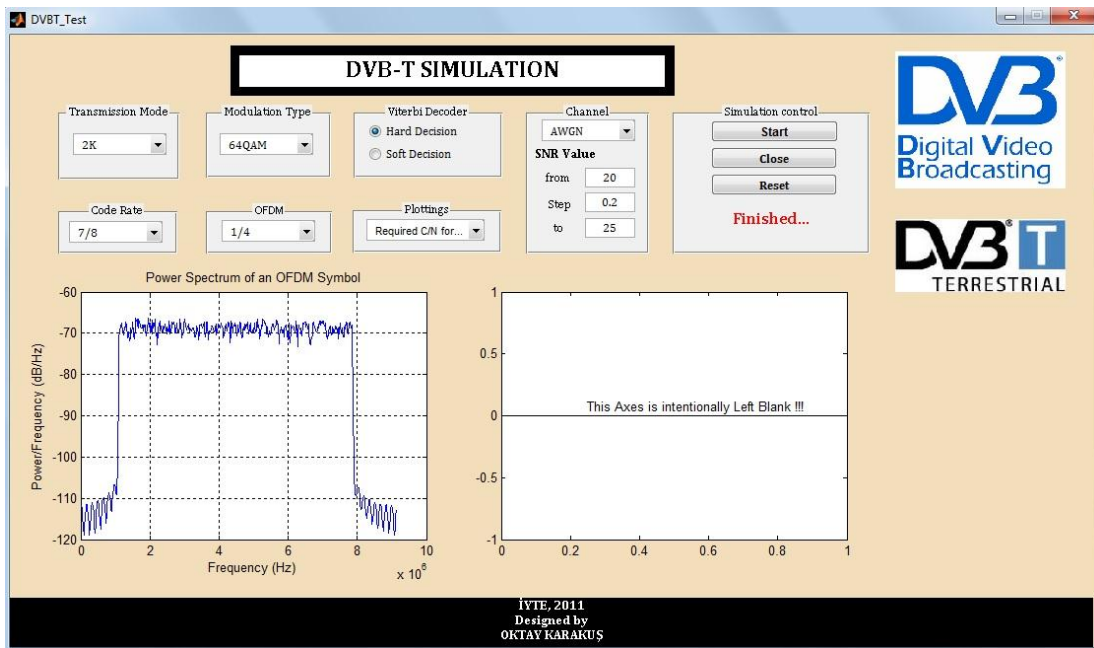 DVBT_Test
DVB-T SIMULATION
Transmission Mode
2K
Modulation Type
64QAM
Viterbi Decoder
Hard Decision
Soft Decision
Channel
AWGN
SNR Value
from 20
Step 0.2
to 25
Simulation control
Start
Close
Reset
Finished...
Code Rate
7/8
OFDM
1/4
Plottings
Required C/N for...
DVB
Digital Video
Broadcasting
DVB® T
TERRESTRIAL
Power Spectrum of an OFDM Symbol
Power/Frequency (dB/Hz)
-60
-70
-80
-90
-100
-110
-120
0 2 4 6 8 10
Frequency (Hz)
x 10^6
1
0.5
0
-0.5
-1
This Axes is intentionally Left Blank !!!
0 0.2 0.4 0.6 0.8 1
İYTE, 2011
Designed by
OKTAY KARAKUŞ